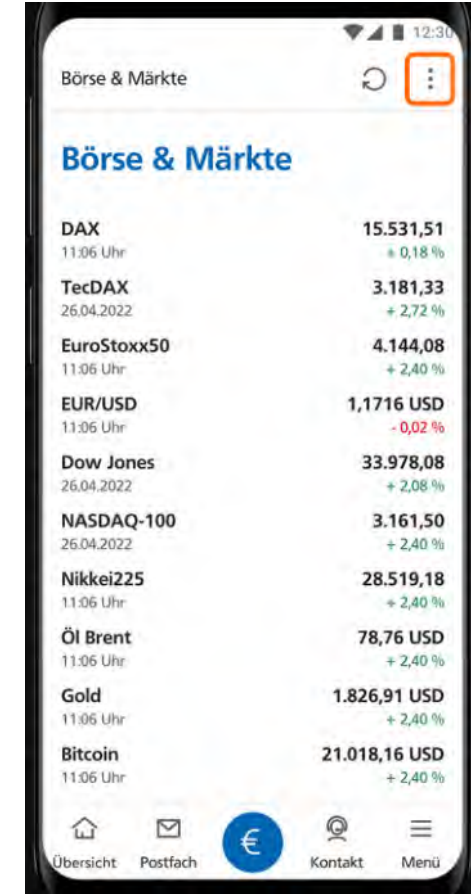 12:30
Börse & Märkte
Börse & Märkte
DAX 15.531,51
11:06 Uhr + 0,18 %
TecDAX 3.181,33
26.04.2022 + 2,72 %
EuroStoxx50 4.144,08
11:06 Uhr + 2,40 %
EUR/USD 1,1716 USD
11:06 Uhr - 0,02 %
Dow Jones 33.978,08
26.04.2022 + 2,08 %
NASDAQ-100 3.161,50
26.04.2022 + 2,40 %
Nikkei225 28.519,18
11:06 Uhr + 2,40 %
Öl Brent 78,76 USD
11:06 Uhr + 2,40 %
Gold 1.826,91 USD
11:06 Uhr + 2,40 %
Bitcoin 21.018,16 USD
11:06 Uhr + 2,40 %
€
Übersicht Postfach Kontakt Menü